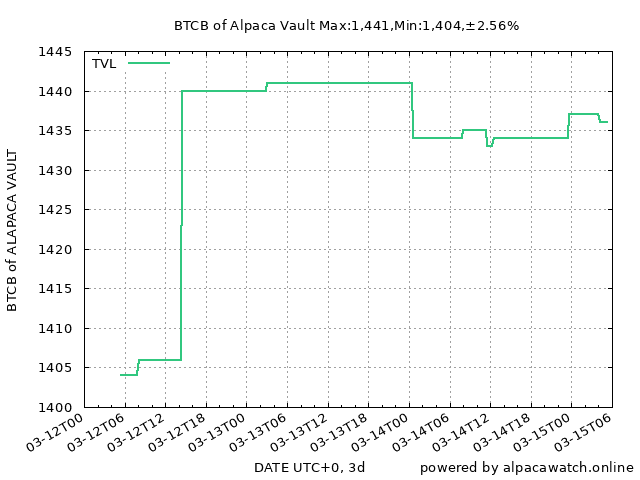 BTCB of Alpaca Vault Max:1,441,Min:1,404,±2.56%
TVL
1445
1440
1435
1430
1425
1420
1415
1410
1405
1400
BTCB of ALAPACA VAULT
03-12T00
03-12T06
03-12T12
03-12T18
03-13T00
03-13T06
03-13T12
03-13T18
03-14T00
03-14T06
03-14T12
03-14T18
03-15T00
03-15T06
DATE UTC+0, 3d
powered by alpacawatch.online